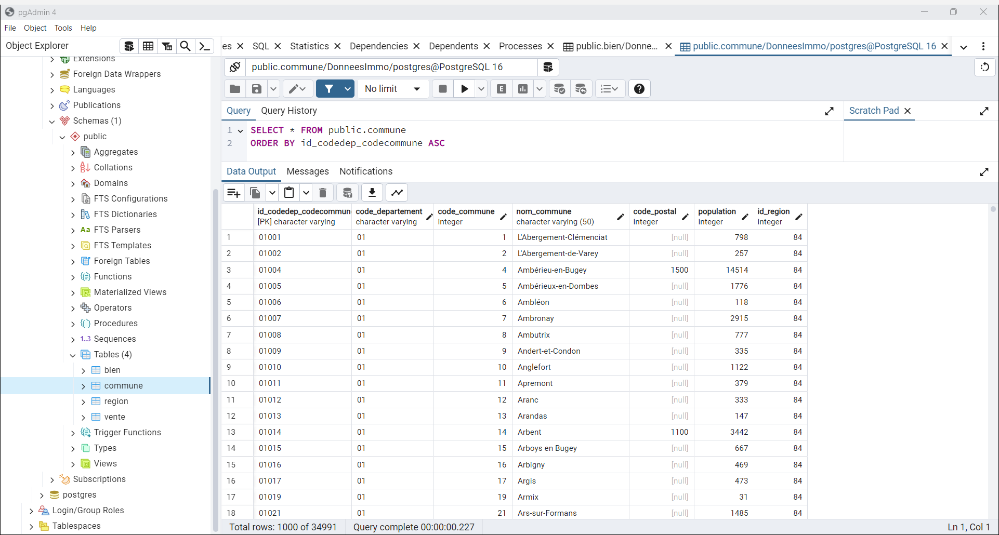 pgAdmin 4
File Object Tools Help
Object Explorer
es SQL Statistics Dependencies Dependents Processes public.bien/Donne... public.commune/DonneesImmo/postgres@PostgreSQL 16
public.commune/DonneesImmo/postgres@PostgreSQL 16
No limit
E
Query Query History
Scratch Pad
1 SELECT * FROM public.commune
2 ORDER BY id_codedep_codecommune ASC
Data Output Messages Notifications
Extensions
Foreign Data Wrappers
Languages
Publications
Schemas (1)
public
Aggregates
Collations
Domains
FTS Configurations
FTS Dictionaries
Aa FTS Parsers
FTS Templates
Foreign Tables
Functions
Materialized Views
Operators
Procedures
1..3 Sequences
Tables (4)
bien
commune
region
vente
Trigger Functions
Types
Views
Subscriptions
postgres
Login/Group Roles
Tablespaces
id_codedep_codecommun code_departement code_commune nom_commune code_postal population id_region
[PK] character varying character varying integer character varying (50) integer integer integer
1 01001 01 1 L'Abergement-Clémenciat [null] 798 84
2 01002 01 2 L'Abergement-de-Varey [null] 257 84
3 01004 01 4 Ambérieu-en-Bugey 1500 14514 84
4 01005 01 5 Ambérieux-en-Dombes [null] 1776 84
5 01006 01 6 Ambléon [null] 118 84
6 01007 01 7 Ambronay [null] 2915 84
7 01008 01 8 Ambutrix [null] 777 84
8 01009 01 9 Andert-et-Condon [null] 335 84
9 01010 01 10 Anglefort [null] 1122 84
10 01011 01 11 Apremont [null] 379 84
11 01012 01 12 Aranc [null] 333 84
12 01013 01 13 Arandas [null] 147 84
13 01014 01 14 Arbent 1100 3442 84
14 01015 01 15 Arboys en Bugey [null] 667 84
15 01016 01 16 Arbigny [null] 469 84
16 01017 01 17 Argis [null] 473 84
17 01019 01 19 Armix [null] 31 84
18 01021 01 21 Ars-sur-Formans [null] 1485 84
Total rows: 1000 of 34991 Query complete 00:00:00.227 Ln 1, Col 1